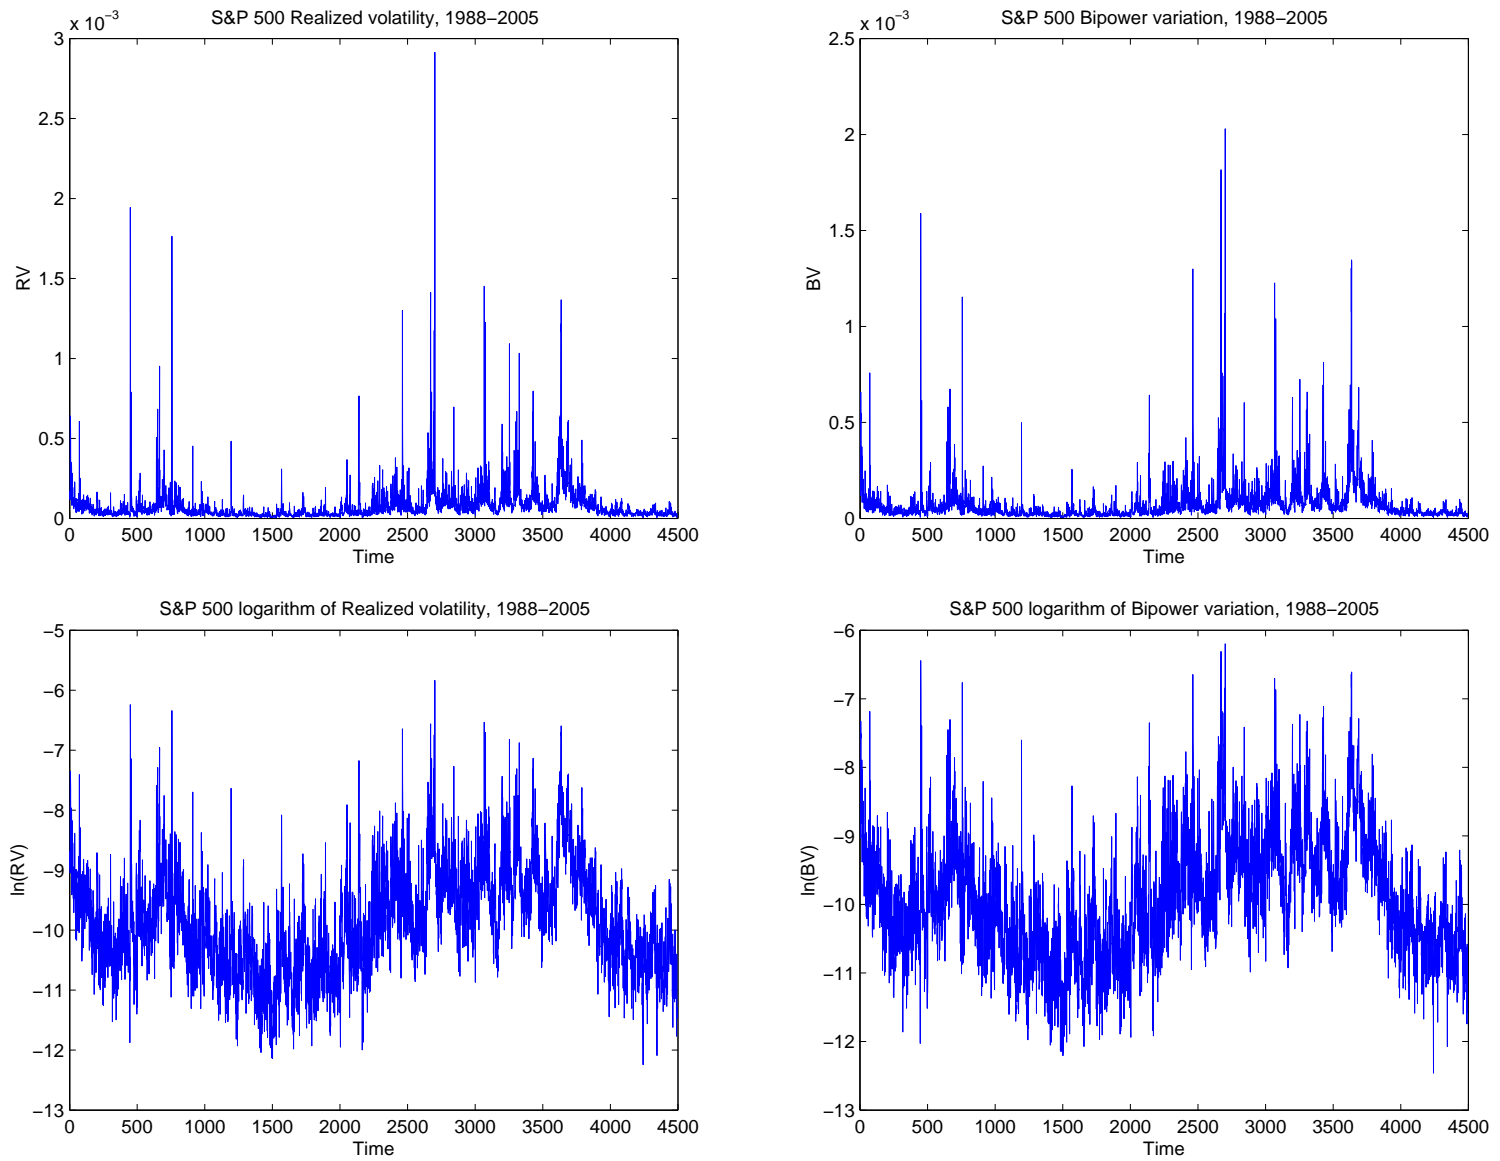 S&P 500 Realized volatility, 1988−2005
x 10−3
3
2.5
2
1.5
1
0.5
0
RV
0 500 1000 1500 2000 2500 3000 3500 4000 4500
Time
S&P 500 Bipower variation, 1988−2005
x 10−3
2.5
2
1.5
1
0.5
0
BV
0 500 1000 1500 2000 2500 3000 3500 4000 4500
Time
S&P 500 logarithm of Realized volatility, 1988−2005
−5
−6
−7
−8
−9
−10
−11
−12
−13
ln(RV)
0 500 1000 1500 2000 2500 3000 3500 4000 4500
Time
S&P 500 logarithm of Bipower variation, 1988−2005
−6
−7
−8
−9
−10
−11
−12
−13
ln(BV)
0 500 1000 1500 2000 2500 3000 3500 4000 4500
Time